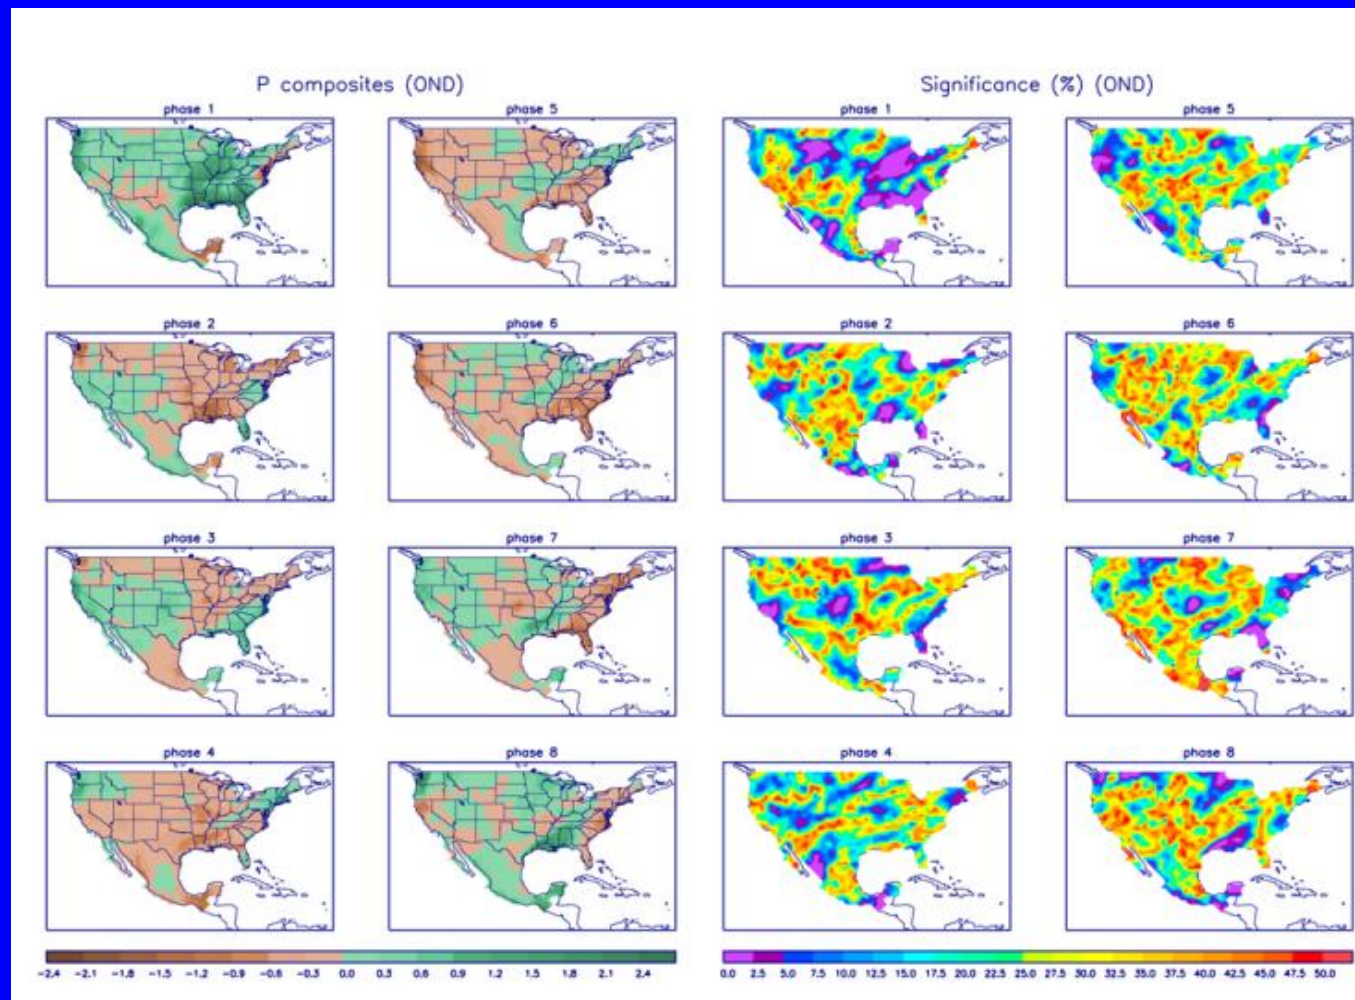 P composites (OND)
Significance (%) (OND)
phase 1
phase 5
phase 1
phase 5
phase 2
phase 6
phase 2
phase 6
phase 3
phase 7
phase 3
phase 7
phase 4
phase 8
phase 4
phase 8
-2.4 -2.1 -1.8 -1.5 -1.2 -0.9 -0.6 -0.3 0.0 0.3 0.6 0.9 1.2 1.5 1.8 2.1 2.4
0.0 2.5 5.0 7.5 10.0 12.5 15.0 17.5 20.0 22.5 25.0 27.5 30.0 32.5 35.0 37.5 40.0 42.5 45.0 47.5 50.0